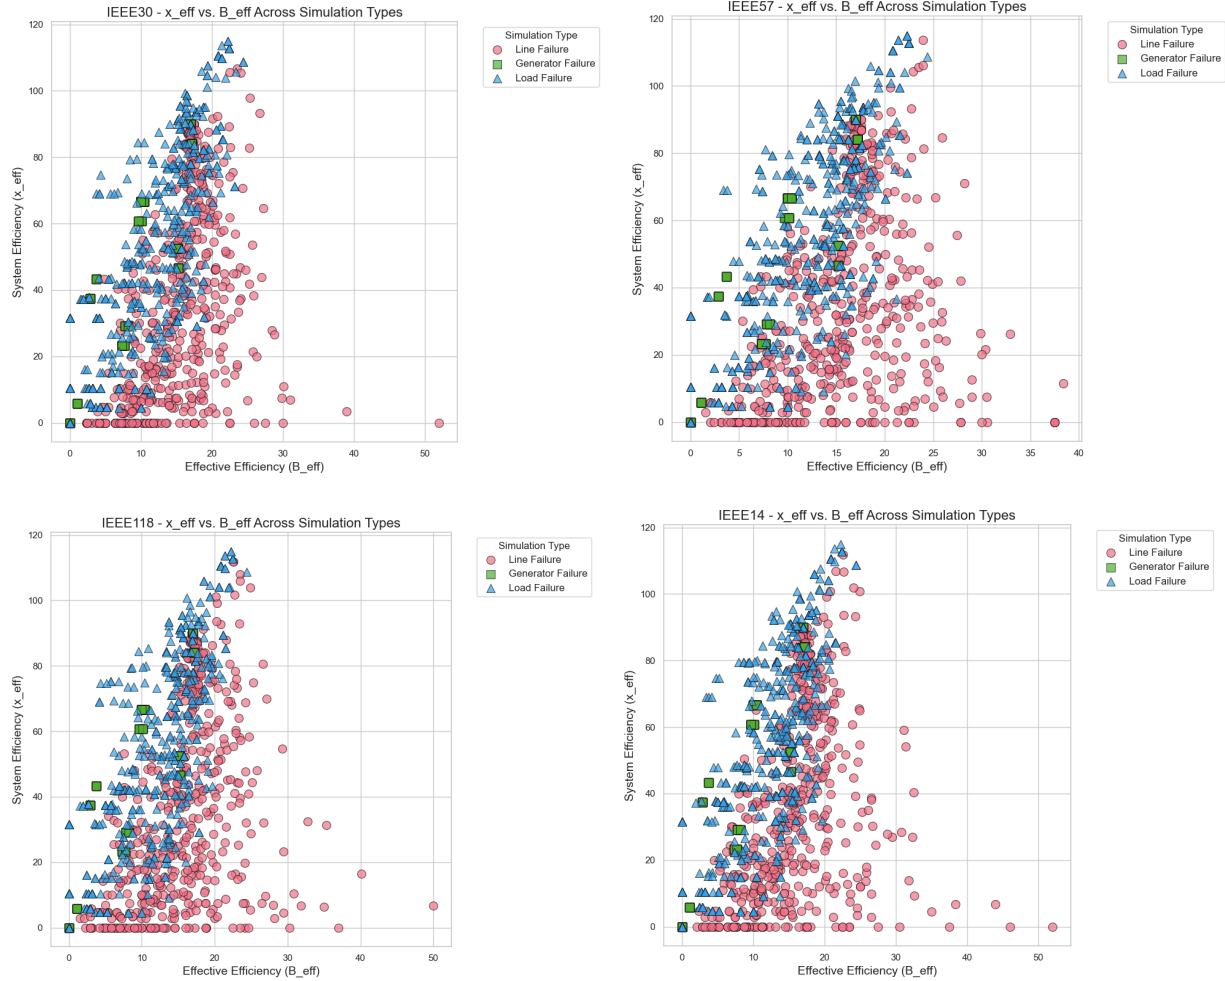 IEEE30 - x_eff vs. B_eff Across Simulation Types
120
100
80
60
40
20
0
System Efficiency (x_eff)
0 10 20 30 40 50
Effective Efficiency (B_eff)
Simulation Type
Line Failure
Generator Failure
Load Failure
IEEE57 - x_eff vs. B_eff Across Simulation Types
120
100
80
60
40
20
0
System Efficiency (x_eff)
0 5 10 15 20 25 30 35 40
Effective Efficiency (B_eff)
Simulation Type
Line Failure
Generator Failure
Load Failure
IEEE118 - x_eff vs. B_eff Across Simulation Types
120
100
80
60
40
20
0
System Efficiency (x_eff)
0 10 20 30 40 50
Effective Efficiency (B_eff)
Simulation Type
Line Failure
Generator Failure
Load Failure
IEEE14 - x_eff vs. B_eff Across Simulation Types
120
100
80
60
40
20
0
System Efficiency (x_eff)
0 10 20 30 40 50
Effective Efficiency (B_eff)
Simulation Type
Line Failure
Generator Failure
Load Failure